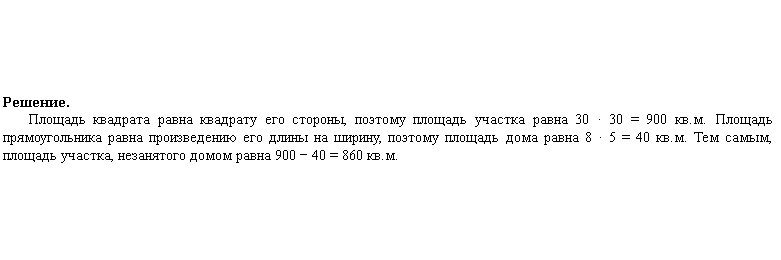 Решение.
Площадь квадрата равна квадрату его стороны, поэтому площадь участка равна 30 · 30 = 900 кв.м. Площадь
прямоугольника равна произведению его длины на ширину, поэтому площадь дома равна 8 · 5 = 40 кв.м. Тем самым,
площадь участка, незанятого домом равна 900 − 40 = 860 кв.м.